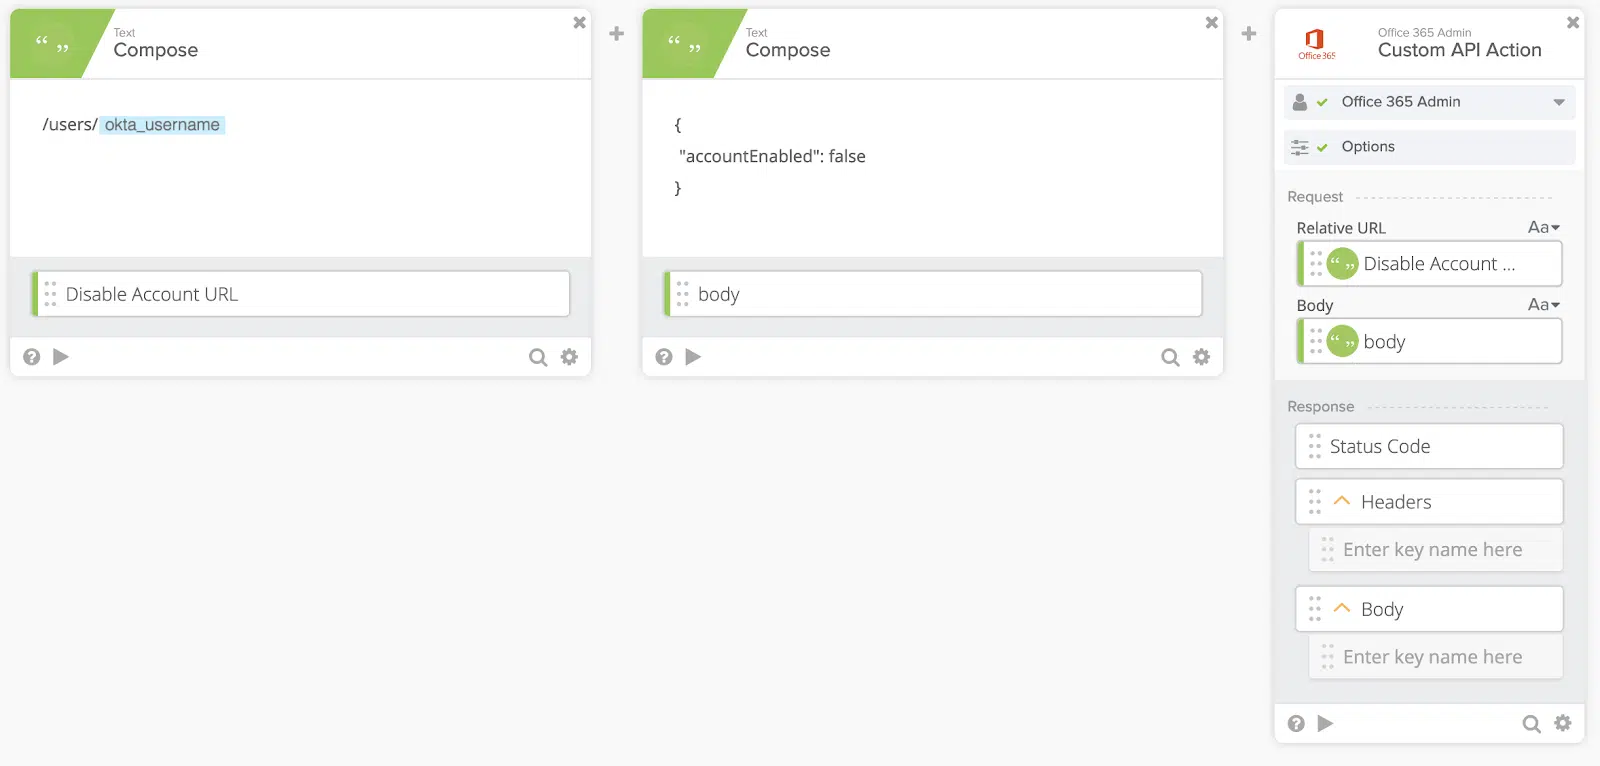 Text
Compose
/users/ okta_username
Disable Account URL
Text
Compose
{
"accountEnabled": false
}
body
Office 365
Office 365 Admin
Custom API Action
Office 365 Admin
Options
Request
Relative URL Aa
“ ” Disable Account ...
Body Aa
“ ” body
Response
Status Code
Headers
Enter key name here
Body
Enter key name here